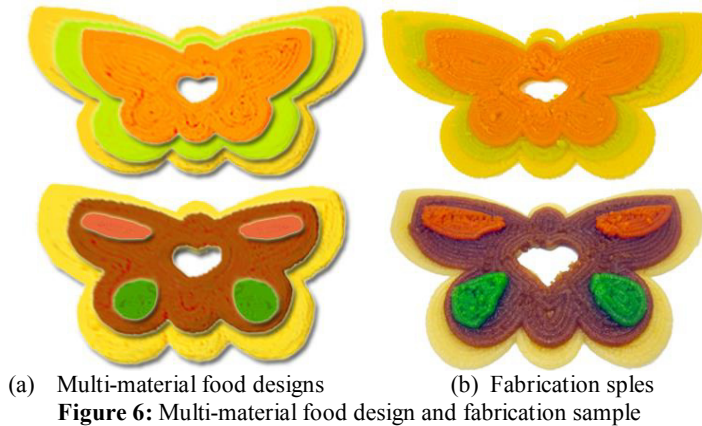 (a) Multi-material food designs (b) Fabrication sples
Figure 6: Multi-material food design and fabrication sample